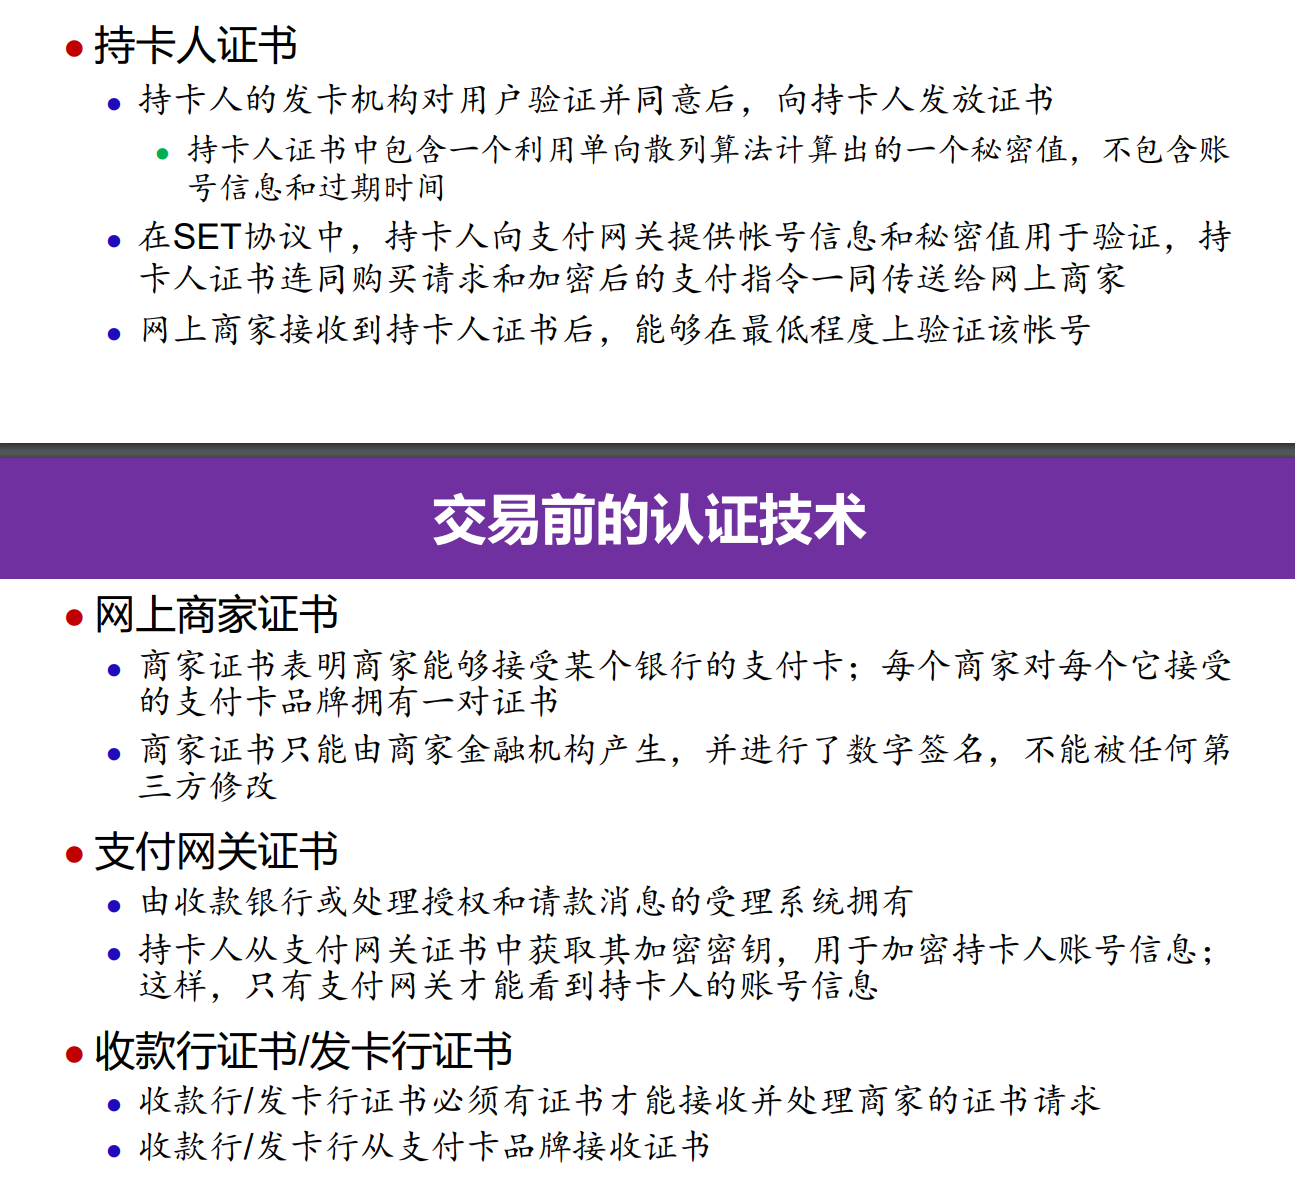 持卡人证书
持卡人的发卡机构对用户验证并同意后，向持卡人发放证书
持卡人证书中包含一个利用单向散列算法计算出的一个秘密值，不包含账
号信息和过期时间
在SET协议中，持卡人向支付网关提供帐号信息和秘密值用于验证，持
卡人证书连同购买请求和加密后的支付指令一同传送给网上商家
网上商家接收到持卡人证书后，能够在最低程度上验证该帐号
交易前的认证技术
网上商家证书
商家证书表明商家能够接受某个银行的支付卡；每个商家对每个它接受
的支付卡品牌拥有一对证书
商家证书只能由商家金融机构产生，并进行了数字签名，不能被任何第
三方修改
支付网关证书
由收款银行或处理授权和请款消息的受理系统拥有
持卡人从支付网关证书中获取其加密密钥，用于加密持卡人账号信息；
这样，只有支付网关才能看到持卡人的账号信息
收款行证书/发卡行证书
收款行/发卡行证书必须有证书才能接收并处理商家的证书请求
收款行/发卡行从支付卡品牌接收证书